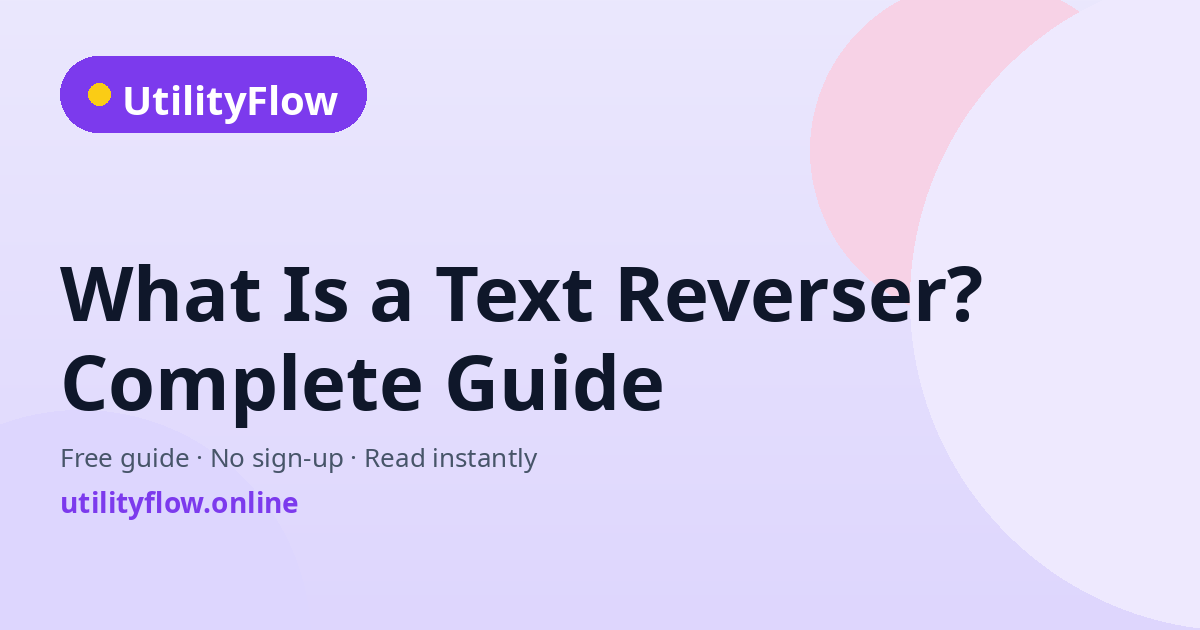 UtilityFlow
What Is a Text Reverser?
Complete Guide
Free guide · No sign-up · Read instantly
utilityflow.online